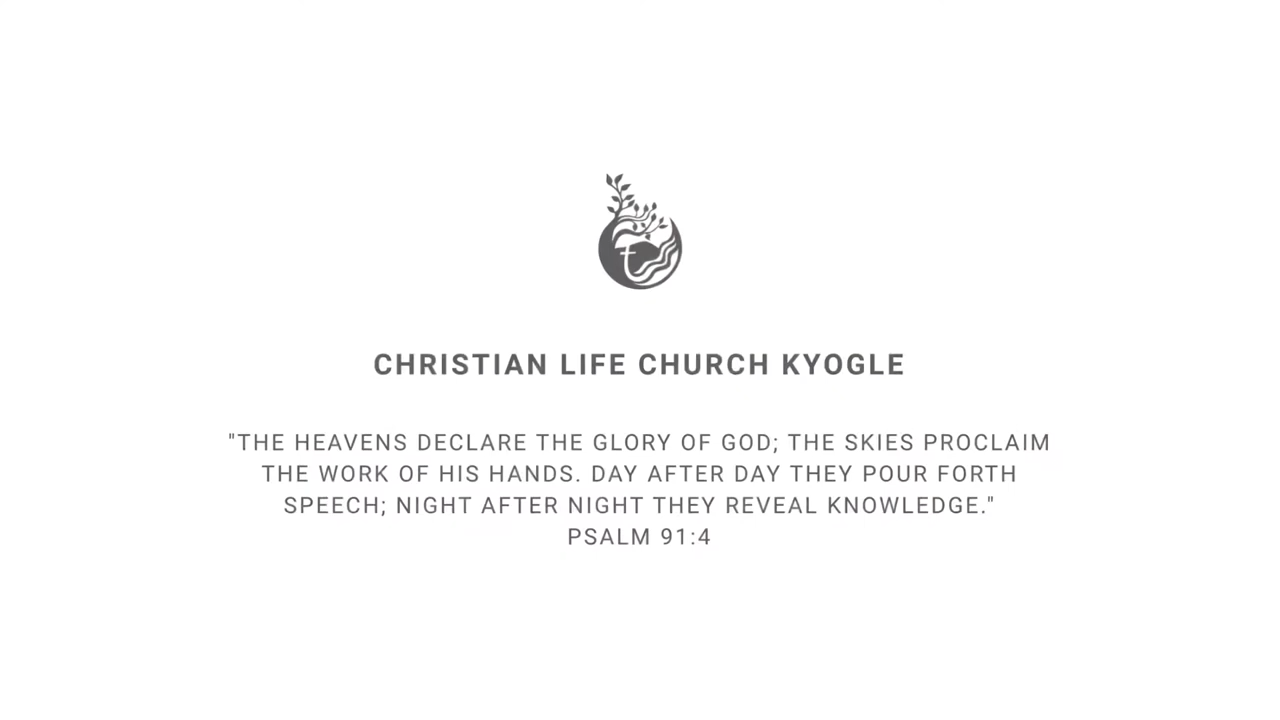 CHRISTIAN LIFE CHURCH KYOGLE
"THE HEAVENS DECLARE THE GLORY OF GOD; THE SKIES PROCLAIM
THE WORK OF HIS HANDS. DAY AFTER DAY THEY POUR FORTH
SPEECH; NIGHT AFTER NIGHT THEY REVEAL KNOWLEDGE."
PSALM 91:4